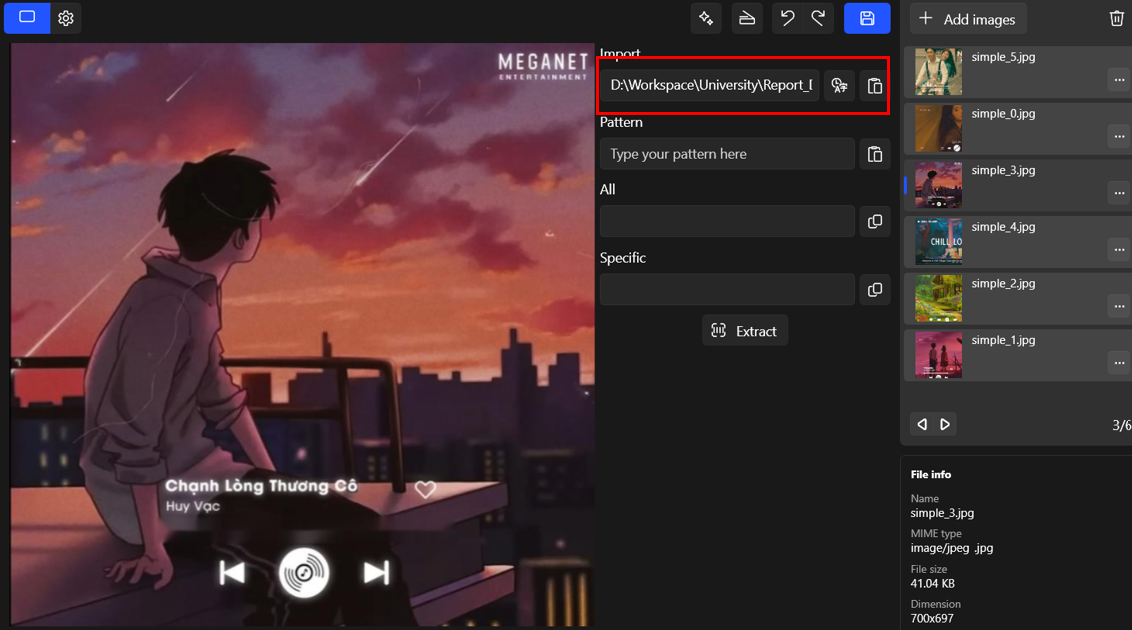 Import
D:\Workspace\University\Report_
Pattern
Type your pattern here
All
Specific
Extract
MEGANET
ENTERTAINMENT
Chạnh Lòng Thương Cô
Huy Vạc
Add images
simple_5.jpg
simple_0.jpg
simple_3.jpg
simple_4.jpg
CHILL LO
simple_2.jpg
simple_1.jpg
3/6
File info
Name
simple_3.jpg
MIME type
image/jpeg .jpg
File size
41.04 KB
Dimension
700x697